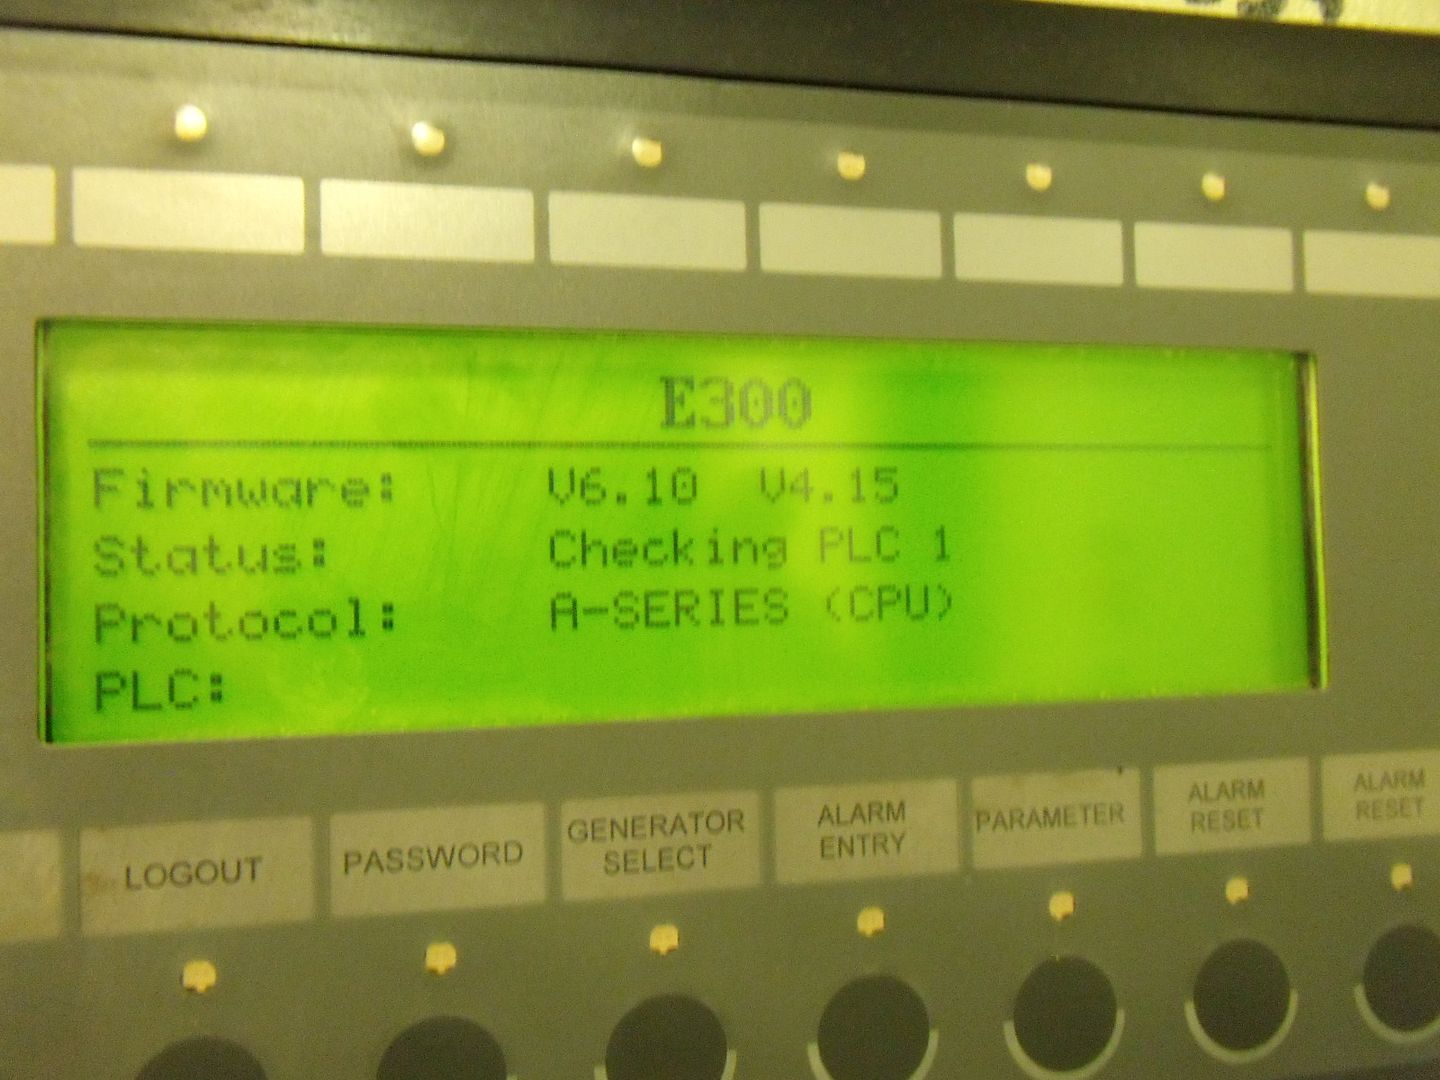 E300
Firmware: V6.10 V4.15
Status: Checking PLC 1
Protocol: A-SERIES (CPU)
PLC:
LOGOUT
PASSWORD
GENERATOR
SELECT
ALARM
ENTRY
PARAMETER
ALARM
RESET
ALARM
RESET